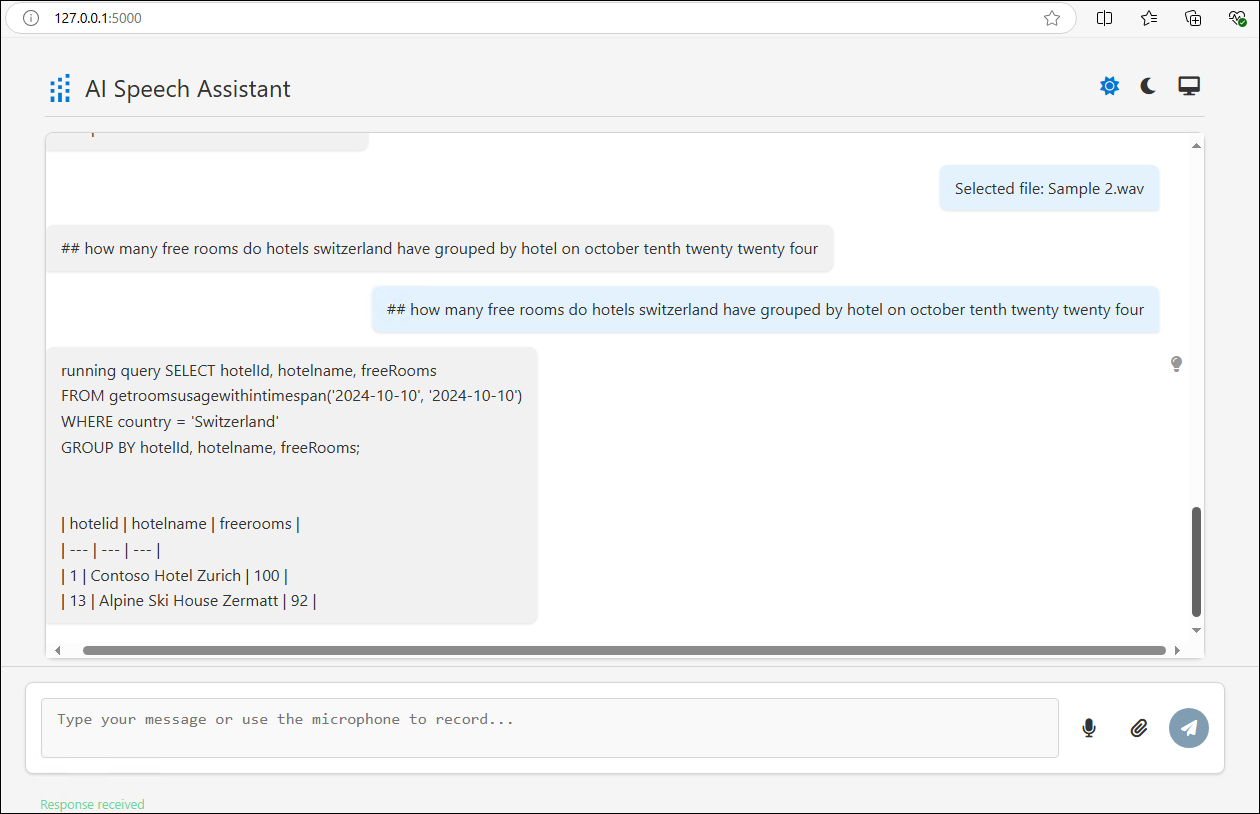 127.0.0.1:5000
AI Speech Assistant
Selected file: Sample 2.wav
## how many free rooms do hotels switzerland have grouped by hotel on october tenth twenty twenty four
## how many free rooms do hotels switzerland have grouped by hotel on october tenth twenty twenty four
running query SELECT hotelId, hotelname, freeRooms
FROM getroomsusagewithintimespan('2024-10-10', '2024-10-10')
WHERE country = 'Switzerland'
GROUP BY hotelId, hotelname, freeRooms;
| hotelid | hotelname | freerooms |
| --- | --- | --- |
| 1 | Contoso Hotel Zurich | 100 |
| 13 | Alpine Ski House Zermatt | 92 |
Type your message or use the microphone to record...
Response received